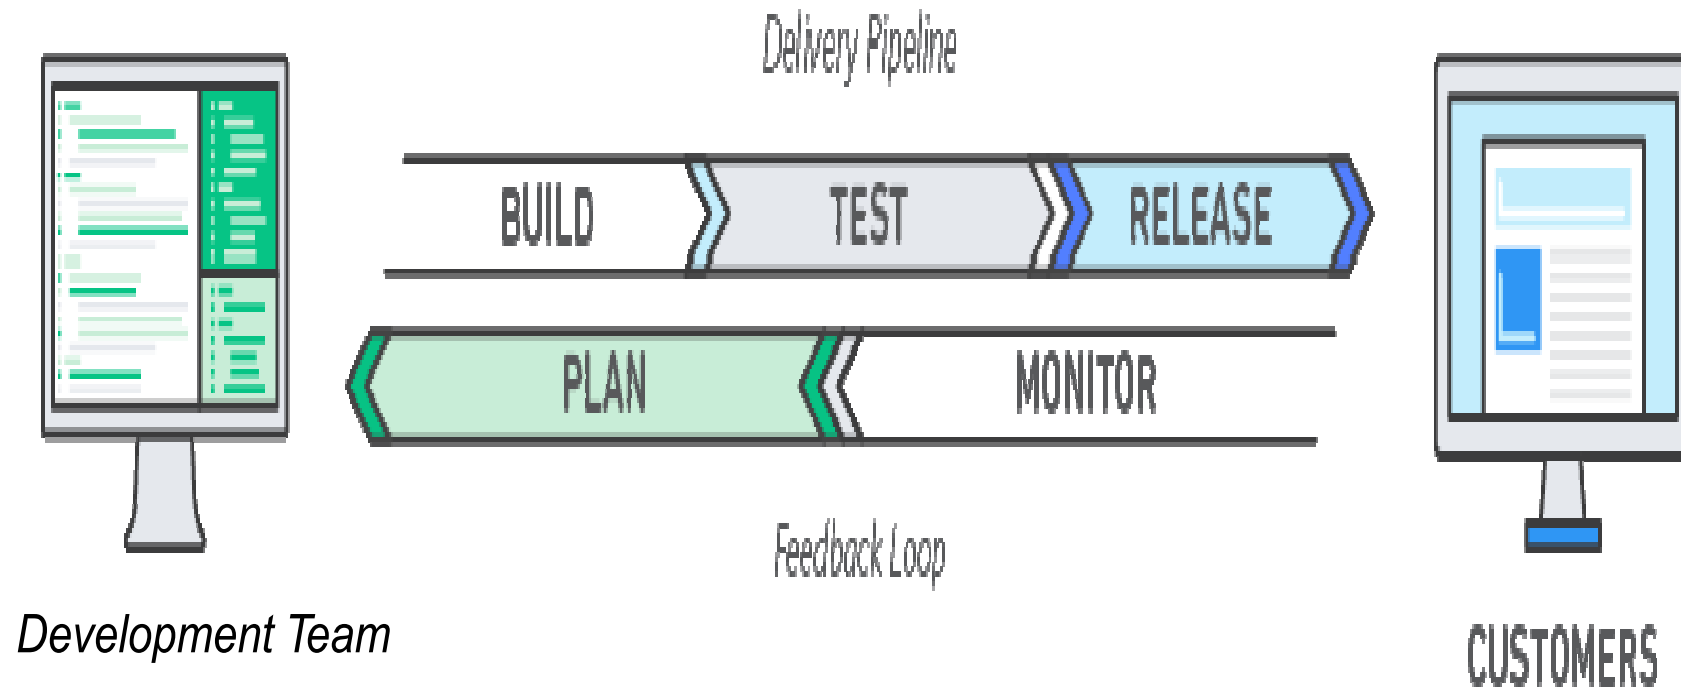 Delivery Pipeline
BUILD
TEST
RELEASE
PLAN
MONITOR
Feedback Loop
Development Team
CUSTOMERS